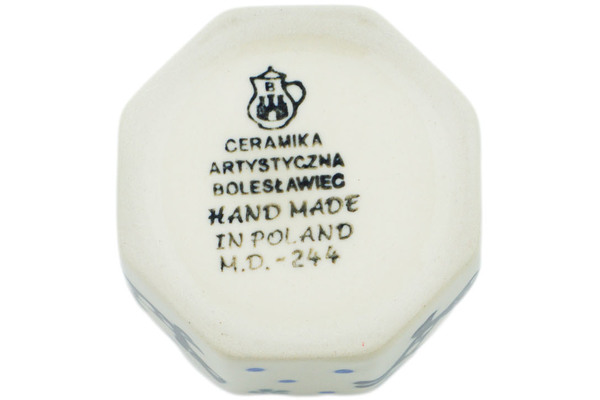 B
CERAMIKA
ARTYSTYCZNA
BOLESŁAWIEC
HAND MADE
IN POLAND
M.D.-244